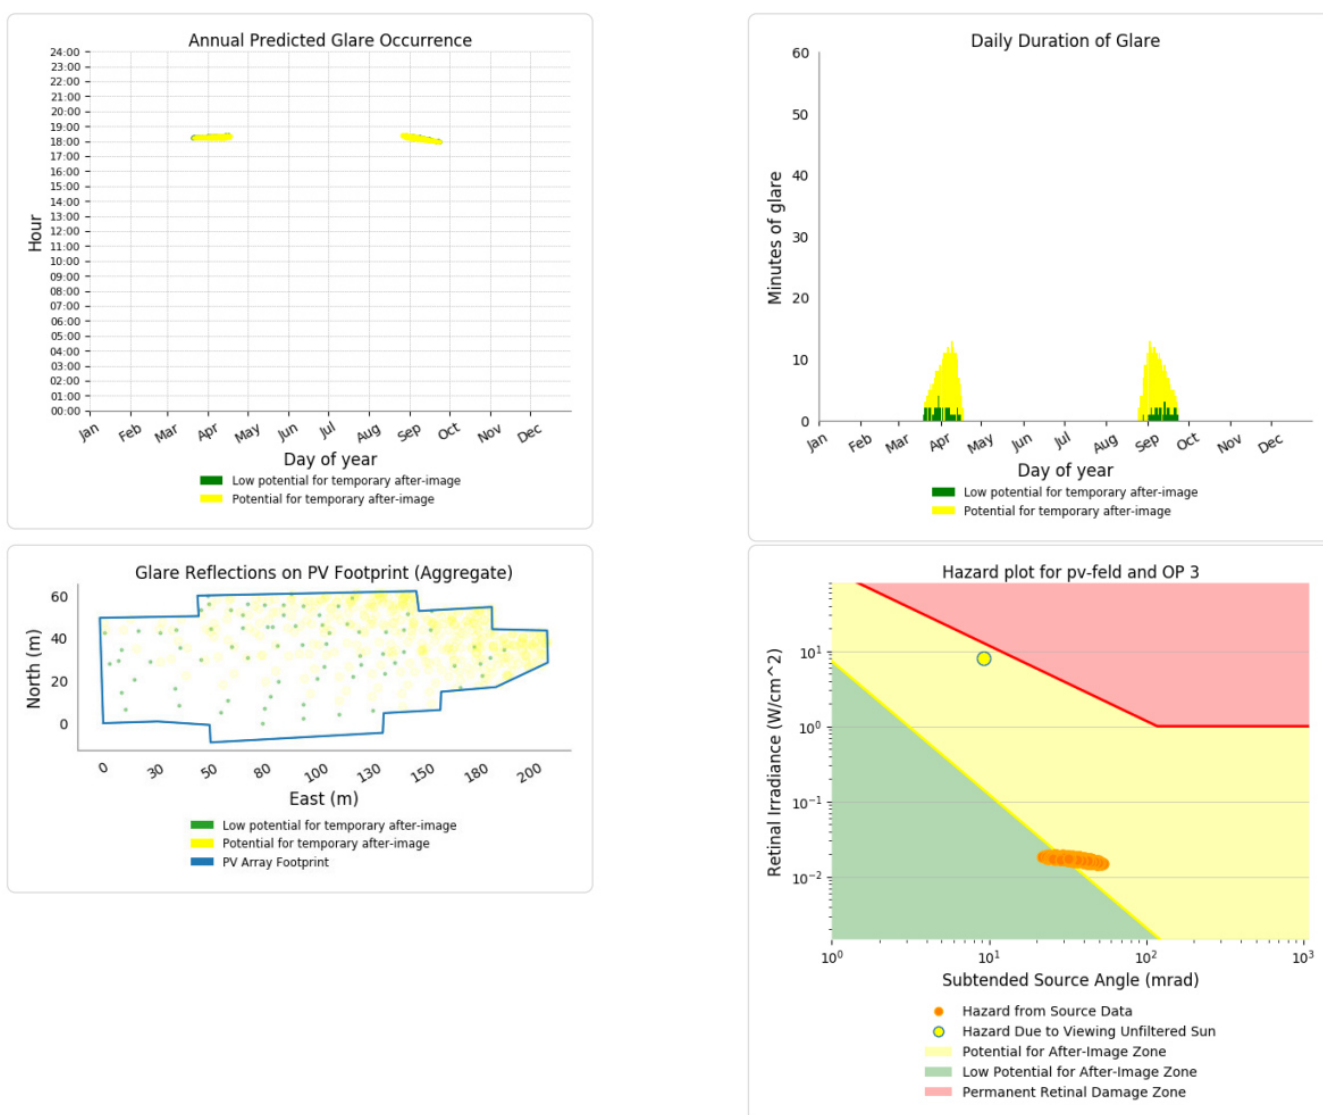 Annual Predicted Glare Occurrence
24:00
23:00
22:00
21:00
20:00
19:00
18:00
17:00
16:00
15:00
14:00
13:00
12:00
11:00
10:00
09:00
08:00
07:00
06:00
05:00
04:00
03:00
02:00
01:00
00:00
Hour
Jan Feb Mar Apr May Jun Jul Aug Sep Oct Nov Dec
Day of year
Low potential for temporary after-image
Potential for temporary after-image
Daily Duration of Glare
60
50
40
30
20
10
0
Minutes of glare
Jan Feb Mar Apr May Jun Jul Aug Sep Oct Nov Dec
Day of year
Low potential for temporary after-image
Potential for temporary after-image
Glare Reflections on PV Footprint (Aggregate)
60
40
20
0
North (m)
0 30 50 80 100 130 150 180 200
East (m)
Low potential for temporary after-image
Potential for temporary after-image
PV Array Footprint
Hazard plot for pv-feld and OP 3
10^1
10^0
10^-1
10^-2
Retinal Irradiance (W/cm^2)
10^0 10^1 10^2 10^3
Subtended Source Angle (mrad)
Hazard from Source Data
Hazard Due to Viewing Unfiltered Sun
Potential for After-Image Zone
Low Potential for After-Image Zone
Permanent Retinal Damage Zone